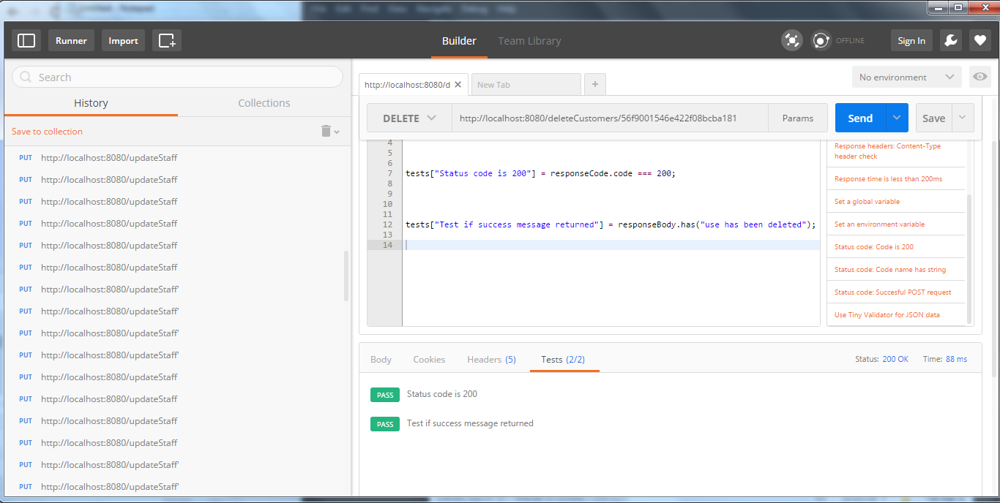 Runner
Import
Builder
Team Library
OFFLINE
Sign In
Search
History
Collections
Save to collection
PUT http://localhost:8080/updateStaff
PUT http://localhost:8080/updateStaff
PUT http://localhost:8080/updateStaff
PUT http://localhost:8080/updateStaff
PUT http://localhost:8080/updateStaff
PUT http://localhost:8080/updateStaff
PUT http://localhost:8080/updateStaff'
PUT http://localhost:8080/updateStaff'
PUT http://localhost:8080/updateStaff'
PUT http://localhost:8080/updateStaff'
PUT http://localhost:8080/updateStaff
PUT http://localhost:8080/updateStaff
PUT http://localhost:8080/updateStaff
PUT http://localhost:8080/updateStaff
PUT http://localhost:8080/updateStaff'
PUT http://localhost:8080/updateStaff'
http://localhost:8080/d
New Tab
+
No environment
DELETE
http://localhost:8080/deleteCustomers/56f9001546e422f08bcba181
Params
Send
Save
4
5
6
7 tests["Status code is 200"] = responseCode.code === 200;
8
9
10
11
12 tests["Test if success message returned"] = responseBody.has("use has been deleted");
13
14
Response headers: Content-Type
header check
Response time is less than 200ms
Set a global variable
Set an environment variable
Status code: Code is 200
Status code: Code name has string
Status code: Succesful POST request
Use Tiny Validator for JSON data
Body
Cookies
Headers (5)
Tests (2/2)
Status: 200 OK
Time: 88 ms
PASS Status code is 200
PASS Test if success message returned